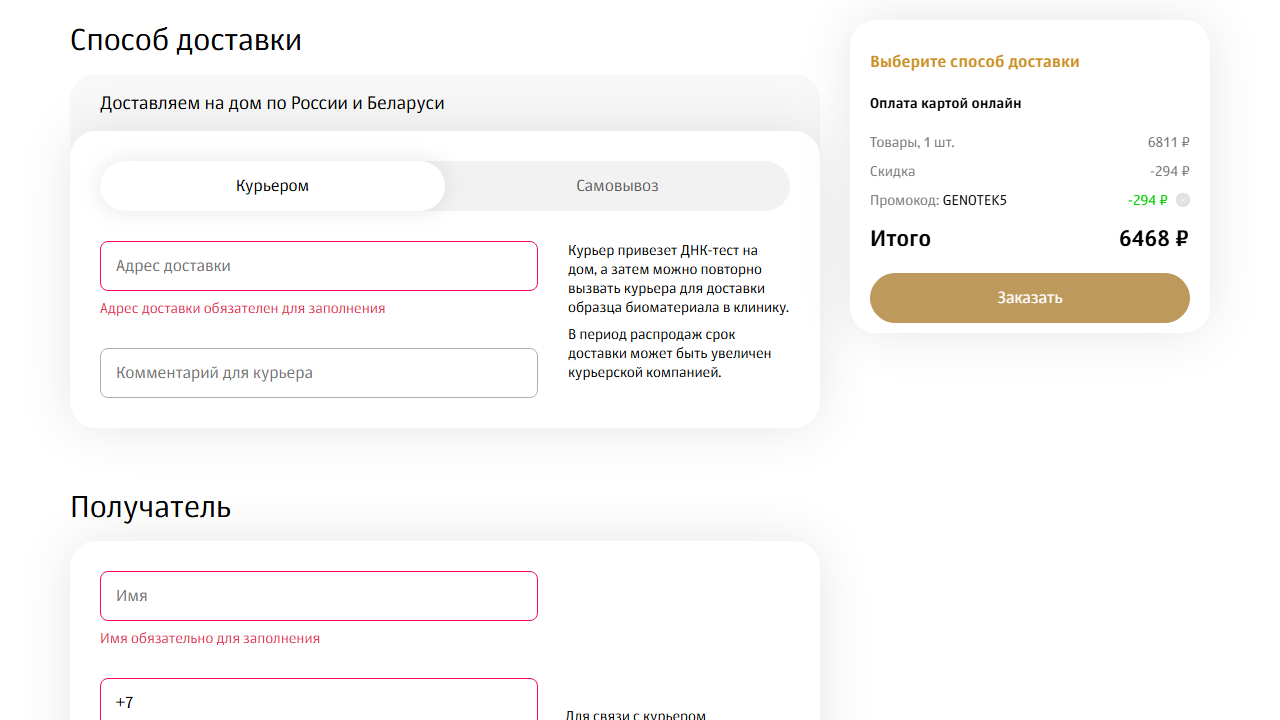 Способ доставки
Доставляем на дом по России и Беларуси
Курьером
Самовывоз
Адрес доставки
Адрес доставки обязателен для заполнения
Комментарий для курьера
Курьер привезет ДНК-тест на
дом, а затем можно повторно
вызвать курьера для доставки
образца биоматериала в клинику.
В период распродаж срок
доставки может быть увеличен
курьерской компанией.
Получатель
Имя
Имя обязательно для заполнения
+7
Для связи с курьером
Выберите способ доставки
Оплата картой онлайн
Товары, 1 шт. 6811 ₽
Скидка -294 ₽
Промокод: GENOTEK5 -294 ₽
Итого 6468 ₽
Заказать